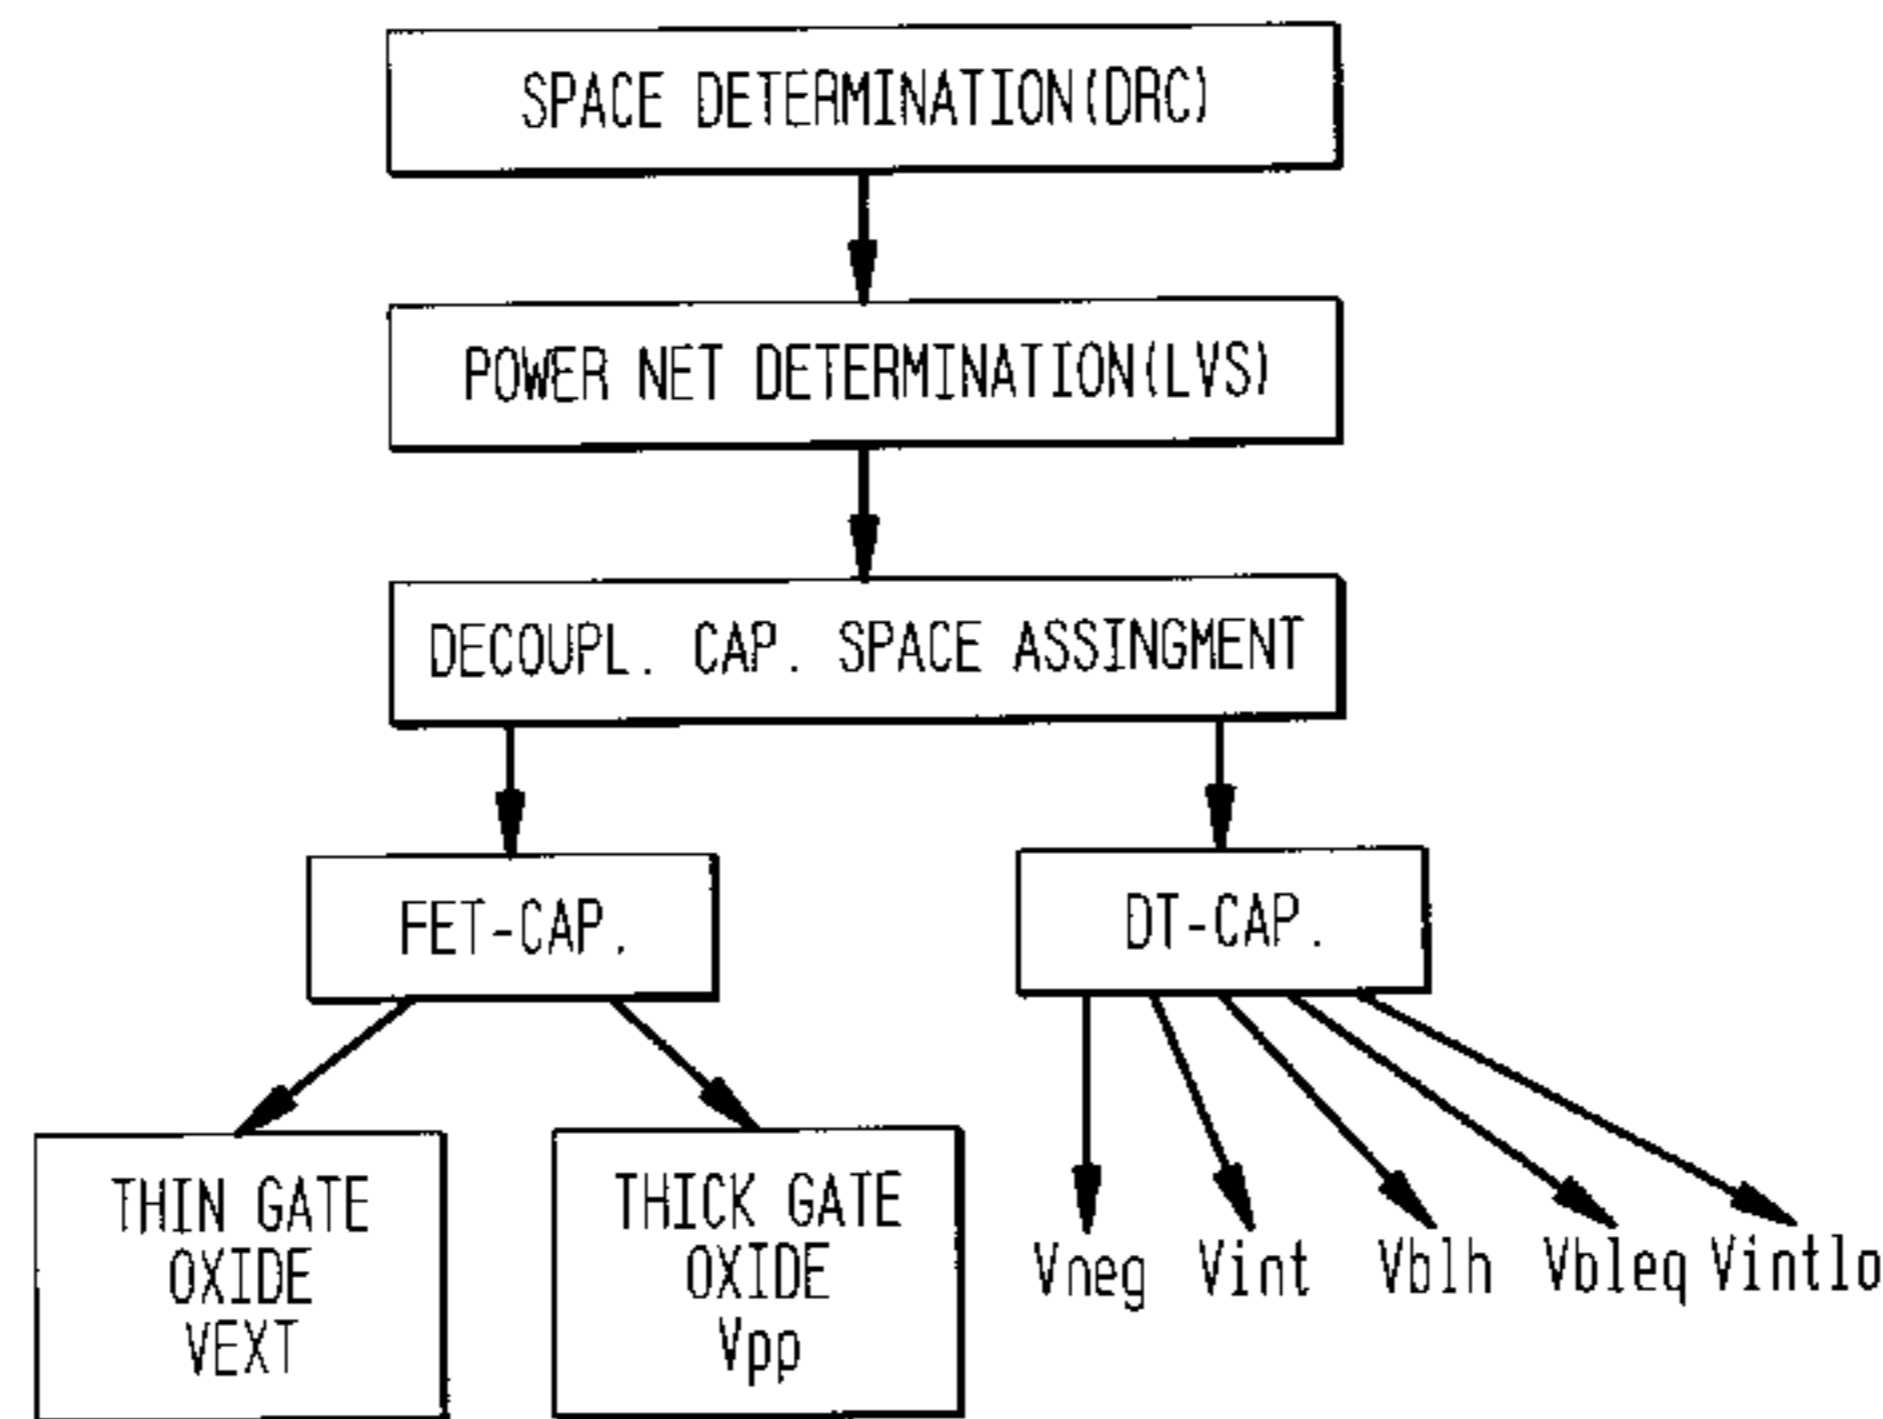 SPACE DETERMINATION(DRC)
POWER NET DETERMINATION(LVS)
DECOUPL. CAP. SPACE ASSINGMENT
FET-CAP.
DT-CAP.
THIN GATE
OXIDE
VEXT
THICK GATE
OXIDE
Vpp
Vneg Vint Vblh Vbleq Vintlo